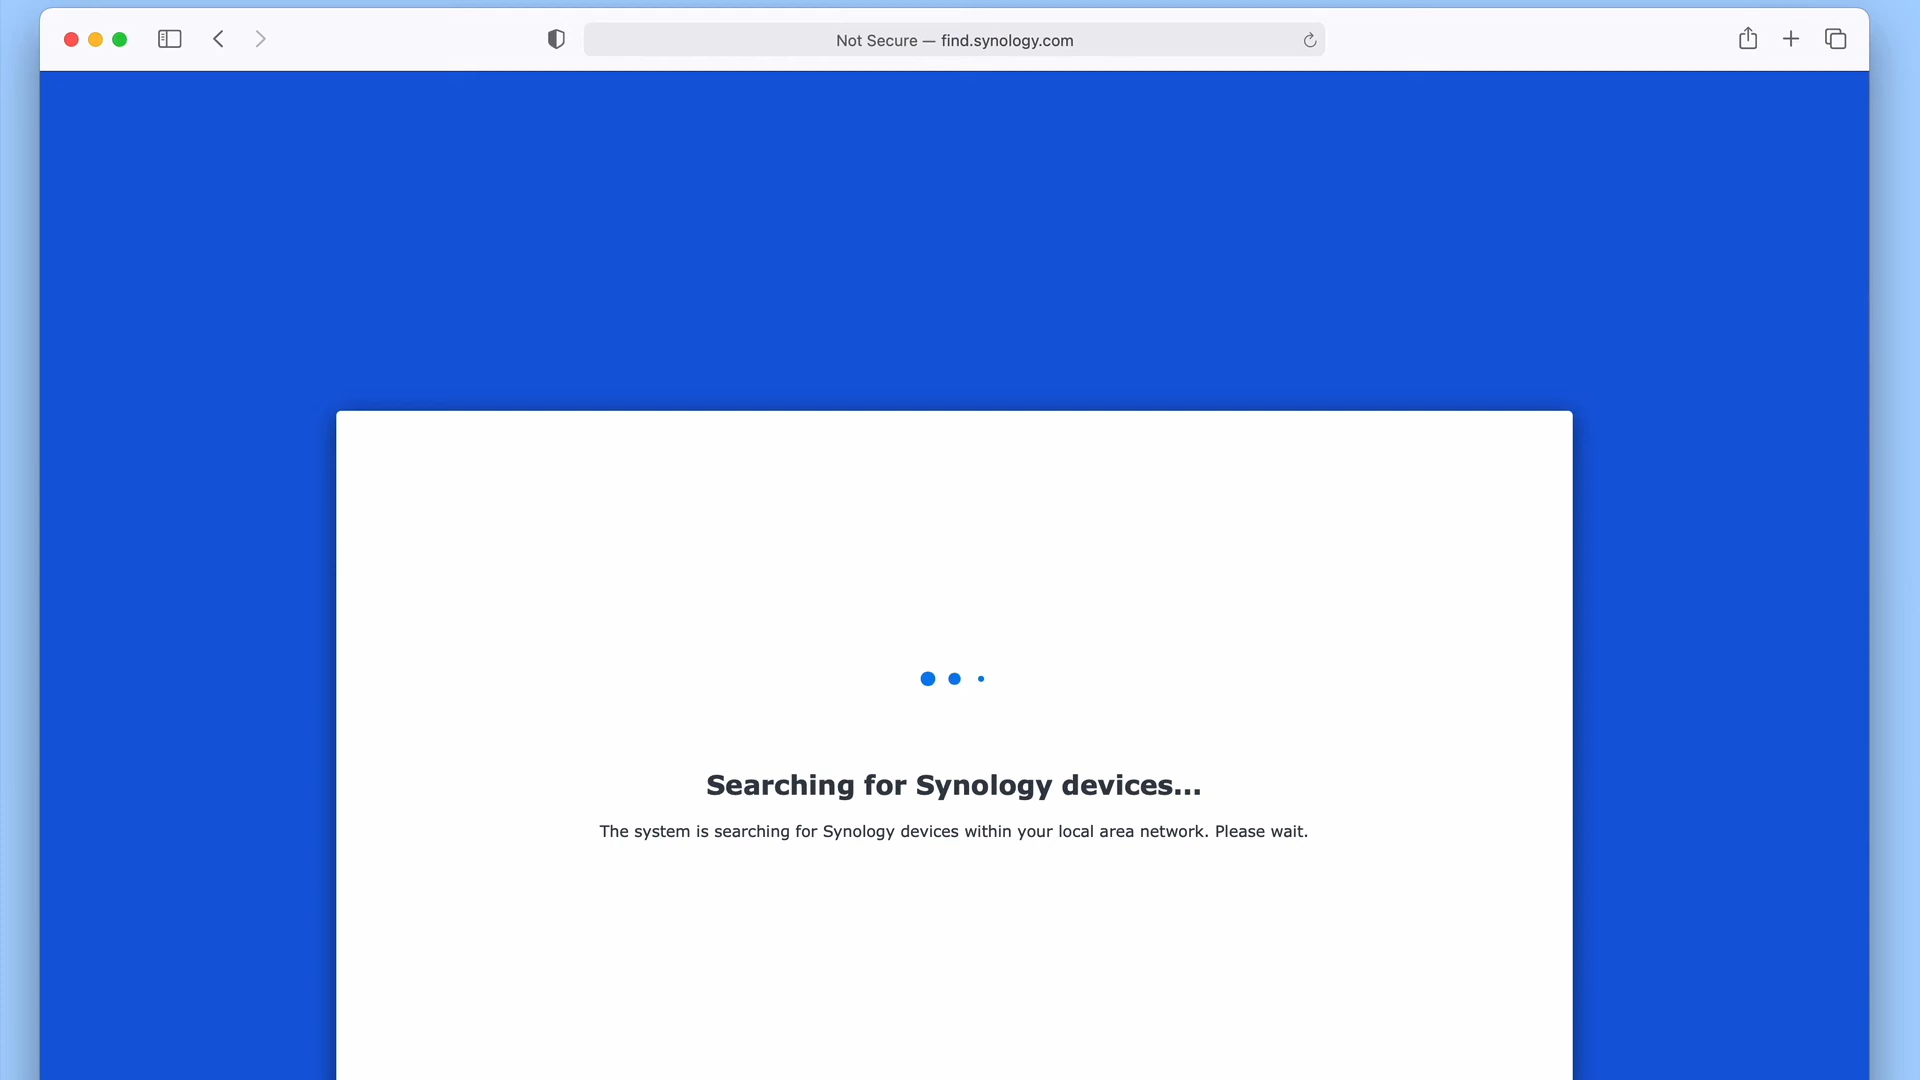 Not Secure — find.synology.com
Searching for Synology devices...
The system is searching for Synology devices within your local area network. Please wait.